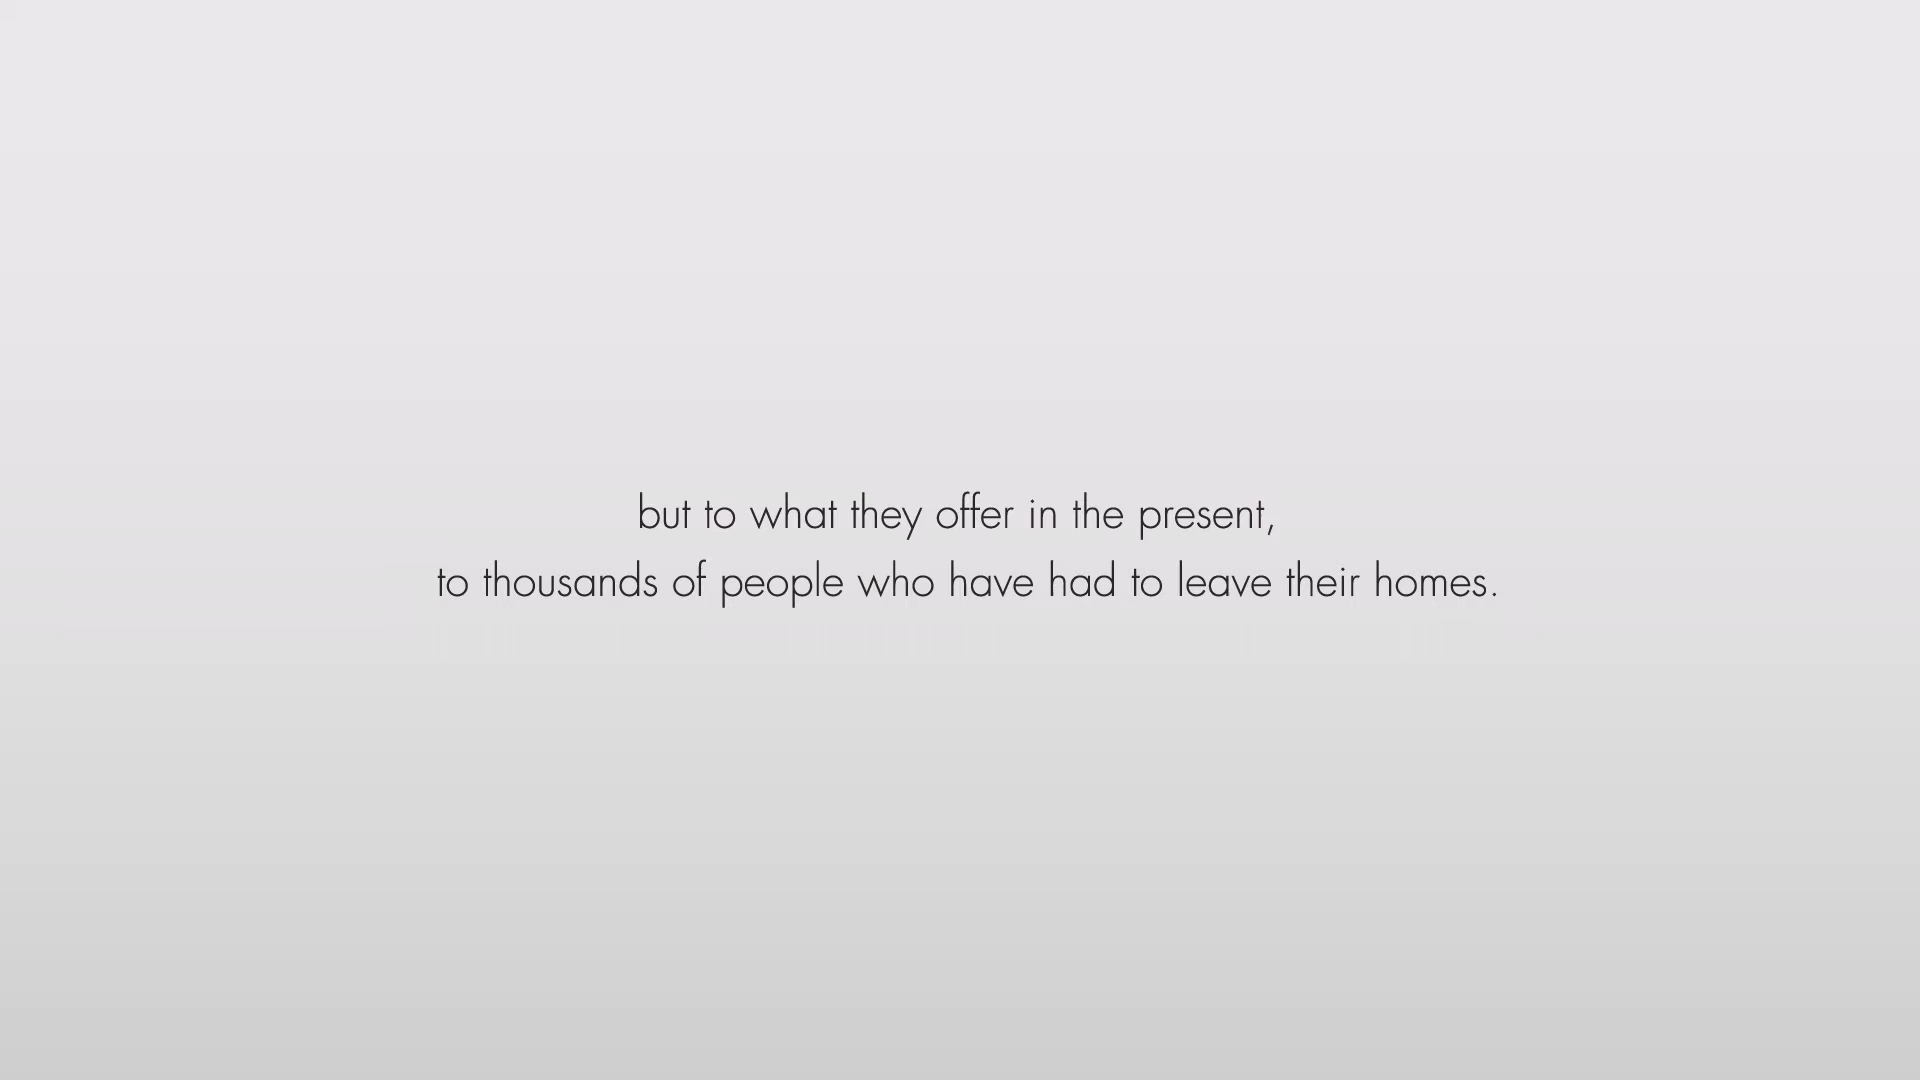 but to what they offer in the present,
to thousands of people who have had to leave their homes.